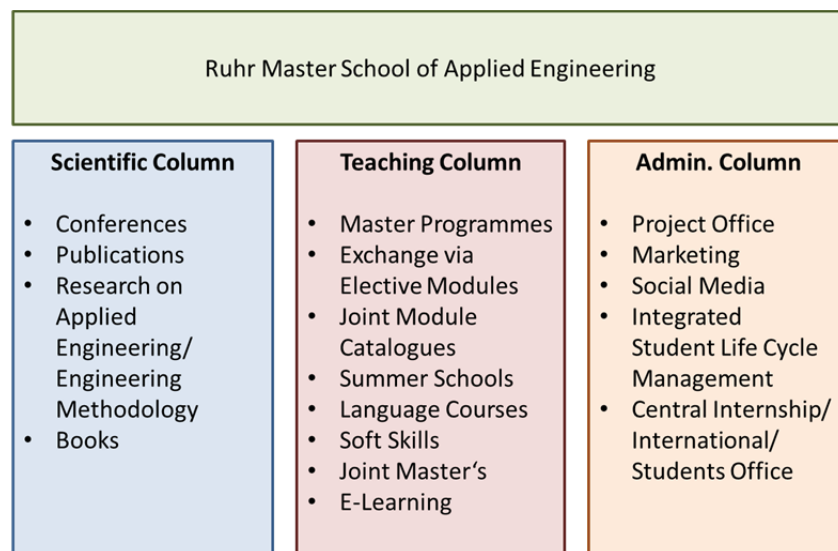 Ruhr Master School of Applied Engineering
Scientific Column
• Conferences
• Publications
• Research on
Applied
Engineering/
Engineering
Methodology
• Books
Teaching Column
• Master Programmes
• Exchange via
Elective Modules
• Joint Module
Catalogues
• Summer Schools
• Language Courses
• Soft Skills
• Joint Master‘s
• E-Learning
Admin. Column
• Project Office
• Marketing
• Social Media
• Integrated
Student Life Cycle
Management
• Central Internship/
International/
Students Office